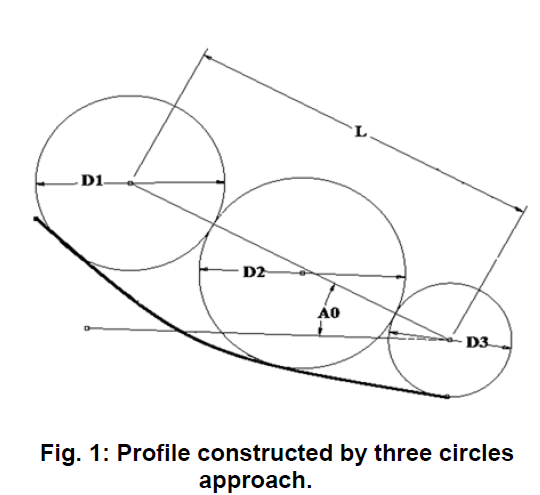 L
D1
D2
A0
D3
Fig. 1: Profile constructed by three circles
approach.